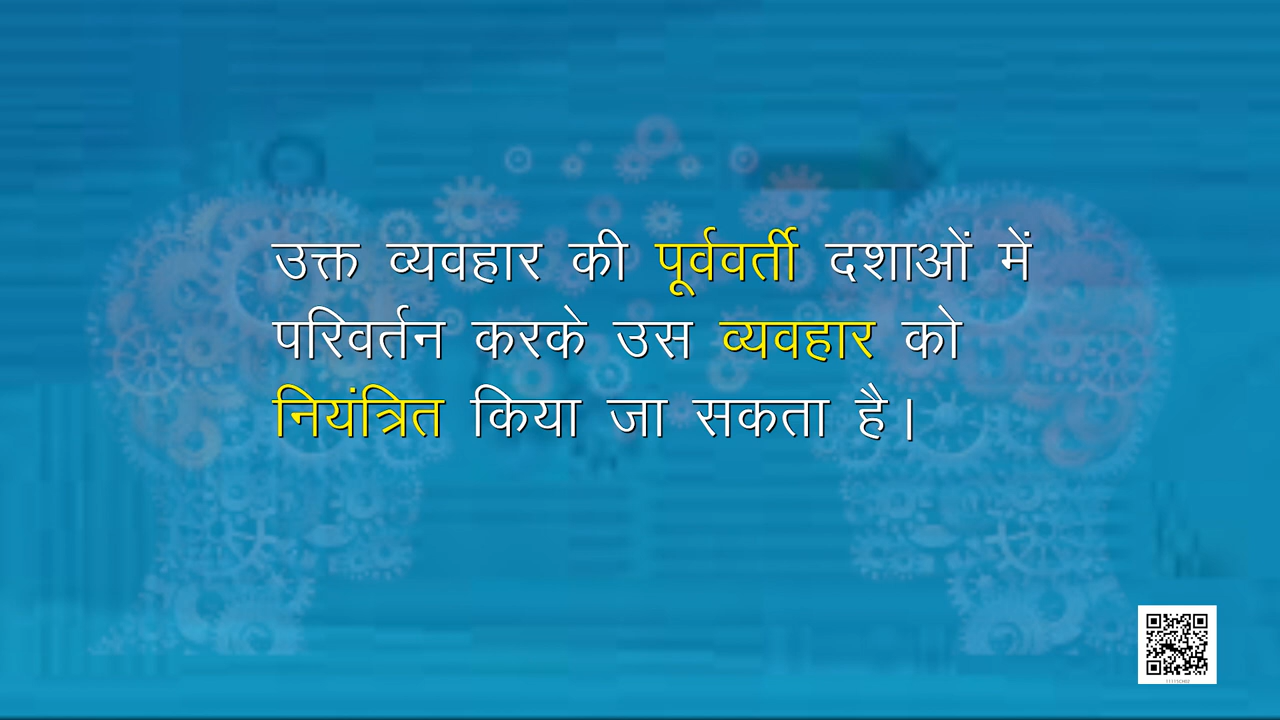 उक्त व्यवहार की पूर्ववर्ती दशाओं में
परिवर्तन करके उस व्यवहार को
नियंत्रित किया जा सकता है।